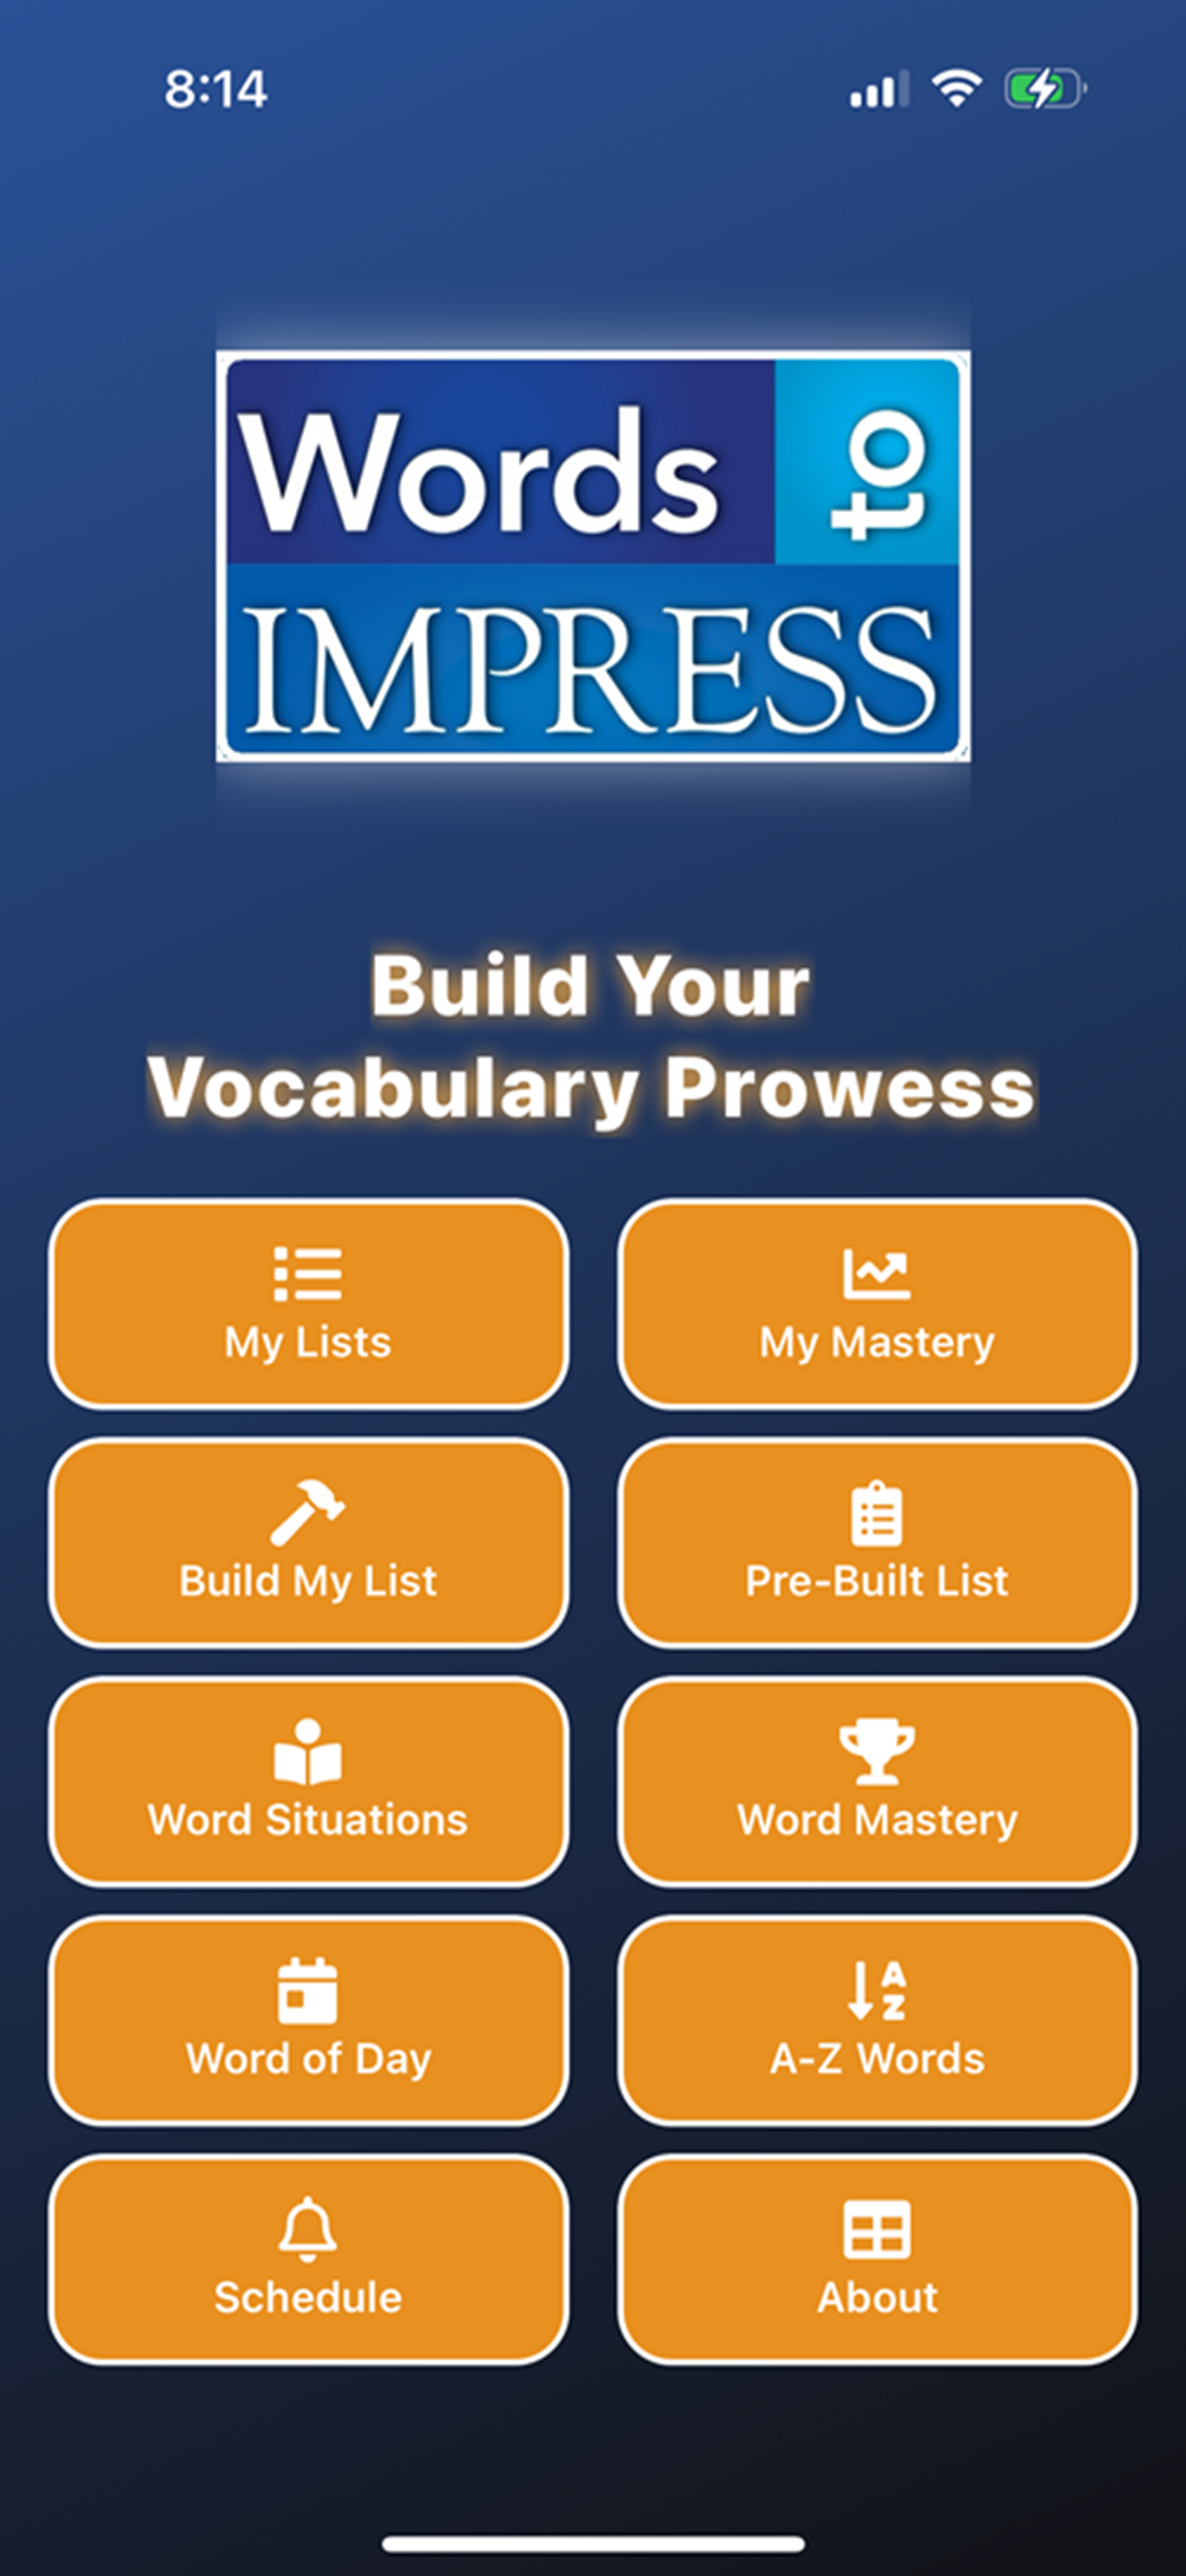 8:14
Words to
IMPRESS
Build Your
Vocabulary Prowess
My Lists
My Mastery
Build My List
Pre-Built List
Word Situations
Word Mastery
Word of Day
A-Z Words
Schedule
About